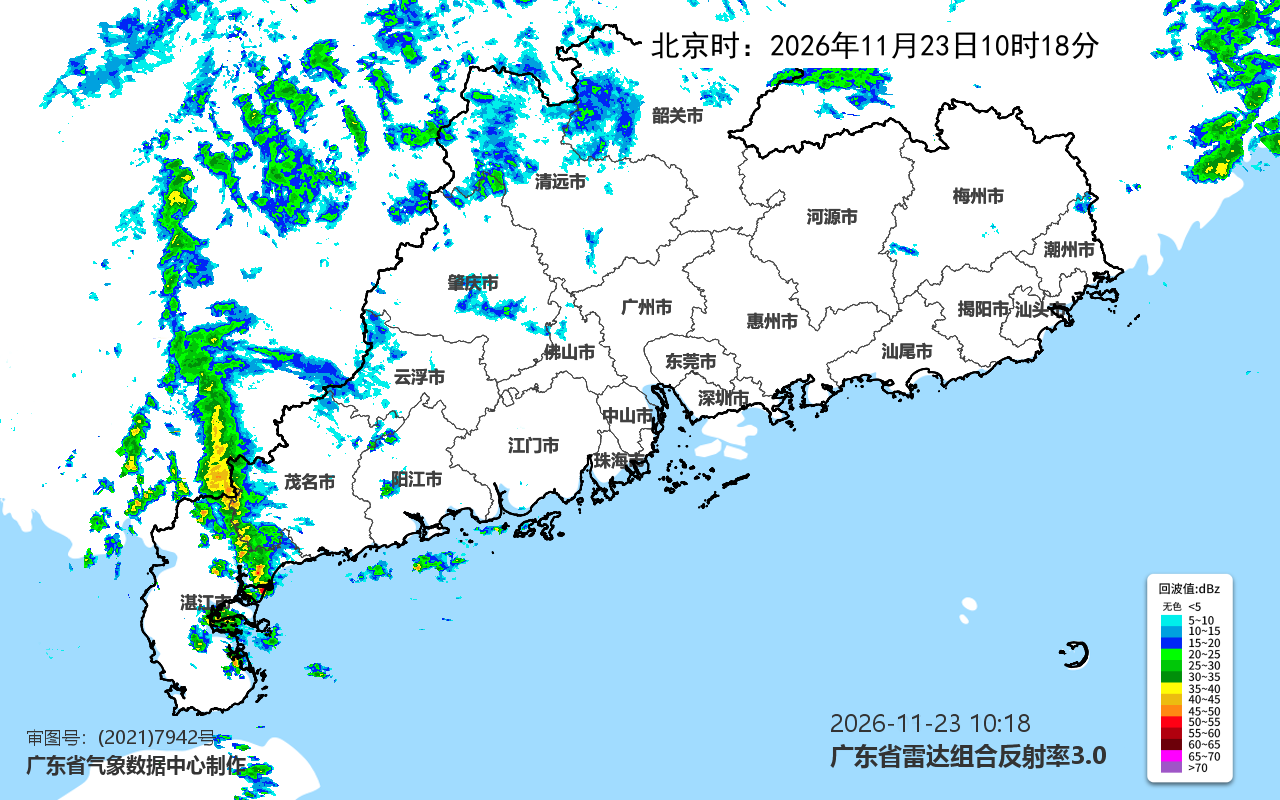 北京时：2026年11月23日10时18分
韶关市
清远市
梅州市
河源市
潮州市
肇庆市
广州市
揭阳市
汕头市
惠州市
佛山市
汕尾市
东莞市
云浮市
深圳市
中山市
江门市
珠海市
阳江市
茂名市
湛江市
回波值:dBz
无色 <5
5~10
10~15
15~20
20~25
25~30
30~35
35~40
40~45
45~50
50~55
55~60
60~65
65~70
>70
2026-11-23 10:18
广东省雷达组合反射率3.0
审图号：(2021)7942号
广东省气象数据中心制作